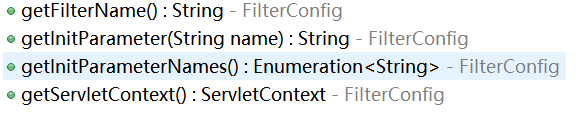 getFilterName() : String - FilterConfig
getInitParameter(String name) : String - FilterConfig
getInitParameterNames() : Enumeration<String> - FilterConfig
getServletContext() : ServletContext - FilterConfig